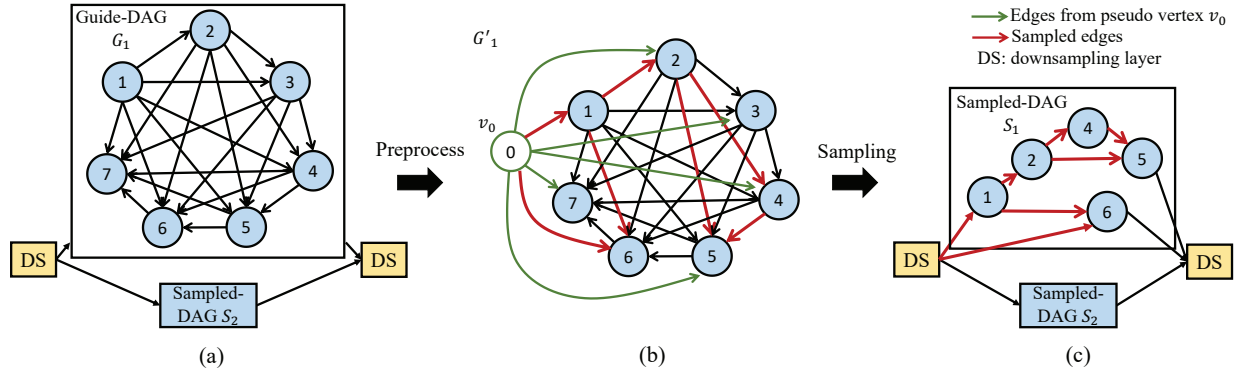 Guide-DAG
G₁
2
1
3
7
4
6
5
DS
DS
Sampled-
DAG S₂
(a)
Preprocess
G'₁
v₀
2
1
3
0
7
4
6
5
(b)
Sampling
Edges from pseudo vertex v₀
Sampled edges
DS: downsampling layer
Sampled-DAG
S₁
4
2
5
1
6
DS
DS
Sampled-
DAG S₂
(c)